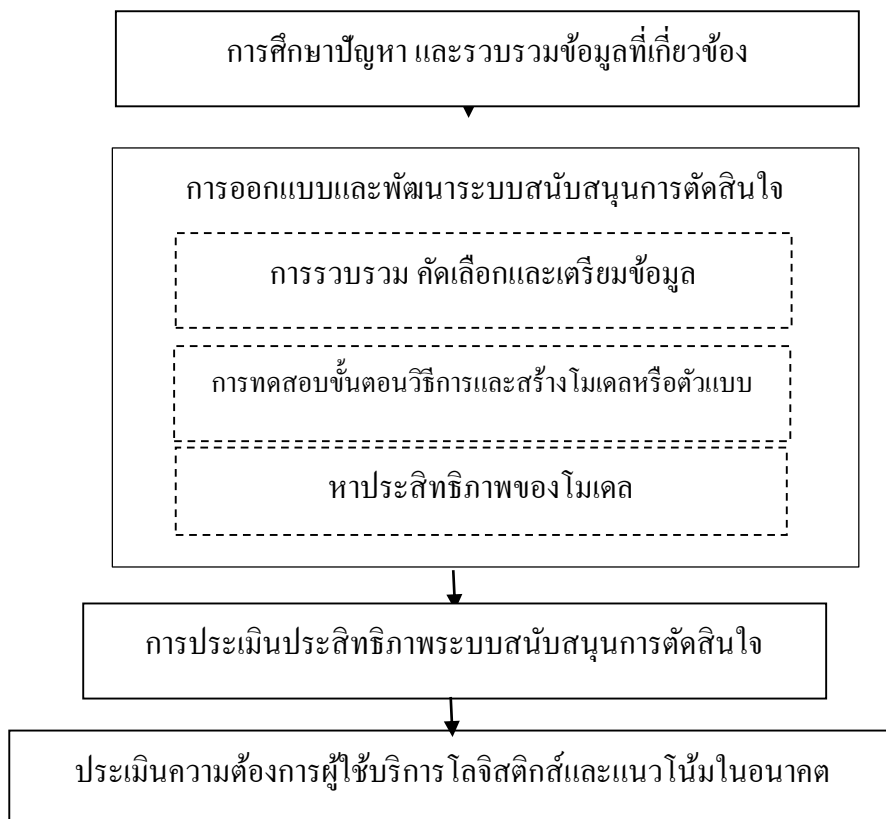 การศึกษาปัญหา และรวบรวมข้อมูลที่เกี่ยวข้อง
การออกแบบและพัฒนาระบบสนับสนุนการตัดสินใจ
การรวบรวม คัดเลือกและเตรียมข้อมูล
การทดสอบขั้นตอนวิธีการและสร้างโมเดลหรือตัวแบบ
หาประสิทธิภาพของโมเดล
การประเมินประสิทธิภาพระบบสนับสนุนการตัดสินใจ
ประเมินความต้องการผู้ใช้บริการโลจิสติกส์และแนวโน้มในอนาคต